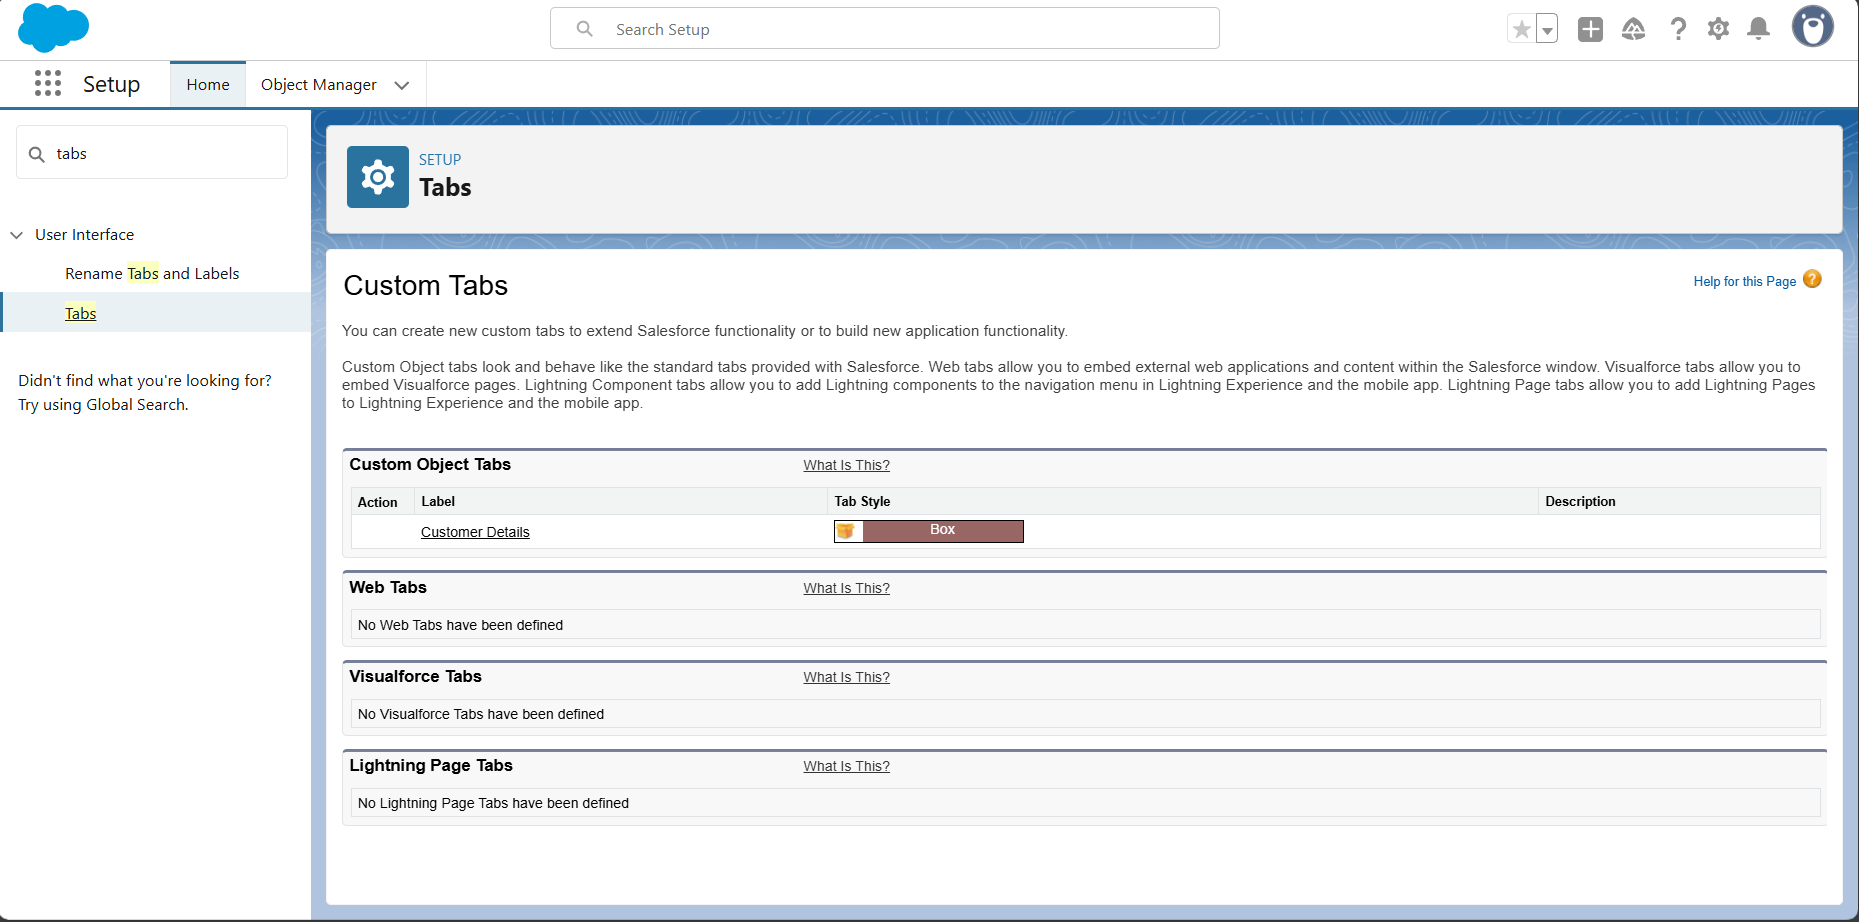 Search Setup
Setup
Home
Object Manager
tabs
User Interface
Rename Tabs and Labels
Tabs
Didn't find what you're looking for?
Try using Global Search.
SETUP
Tabs
Custom Tabs
Help for this Page ?
You can create new custom tabs to extend Salesforce functionality or to build new application functionality.
Custom Object tabs look and behave like the standard tabs provided with Salesforce. Web tabs allow you to embed external web applications and content within the Salesforce window. Visualforce tabs allow you to
embed Visualforce pages. Lightning Component tabs allow you to add Lightning components to the navigation menu in Lightning Experience and the mobile app. Lightning Page tabs allow you to add Lightning Pages
to Lightning Experience and the mobile app.
Custom Object Tabs What Is This?
Action Label Tab Style Description
Customer Details Box
Web Tabs What Is This?
No Web Tabs have been defined
Visualforce Tabs What Is This?
No Visualforce Tabs have been defined
Lightning Page Tabs What Is This?
No Lightning Page Tabs have been defined